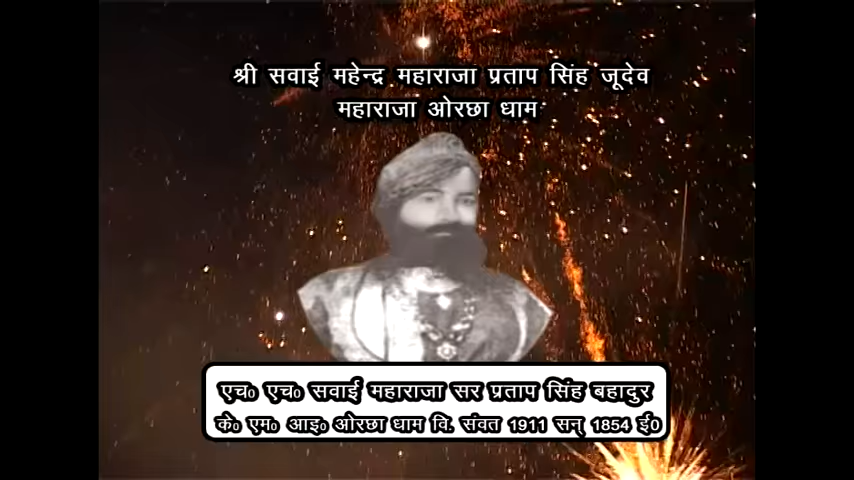 श्री सवाई महेन्द्र महाराजा प्रताप सिंह जूदेव
महाराजा ओरछा धाम
एच० एच० सवाई महाराजा सर प्रताप सिंह बहादुर
के० एम० आइ० ओरछा धाम वि. संवत 1911 सन् 1854 ई0